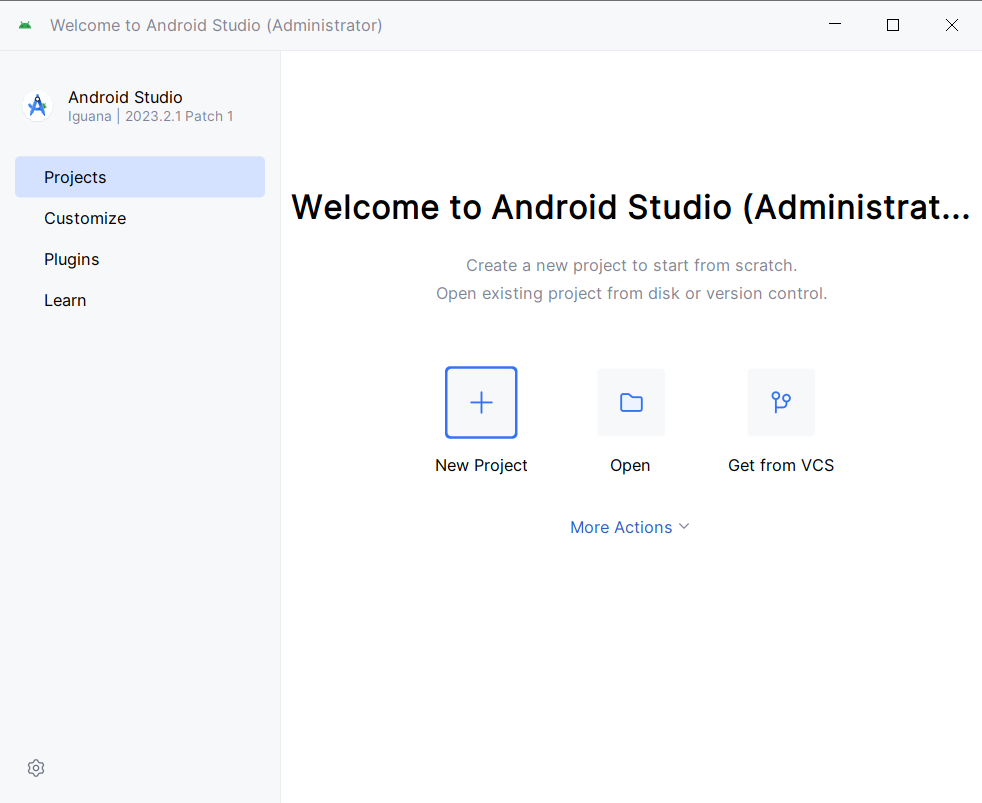 Welcome to Android Studio (Administrator)
Android Studio
Iguana | 2023.2.1 Patch 1
Projects
Customize
Plugins
Learn
Welcome to Android Studio (Administrat...
Create a new project to start from scratch.
Open existing project from disk or version control.
New Project
Open
Get from VCS
More Actions